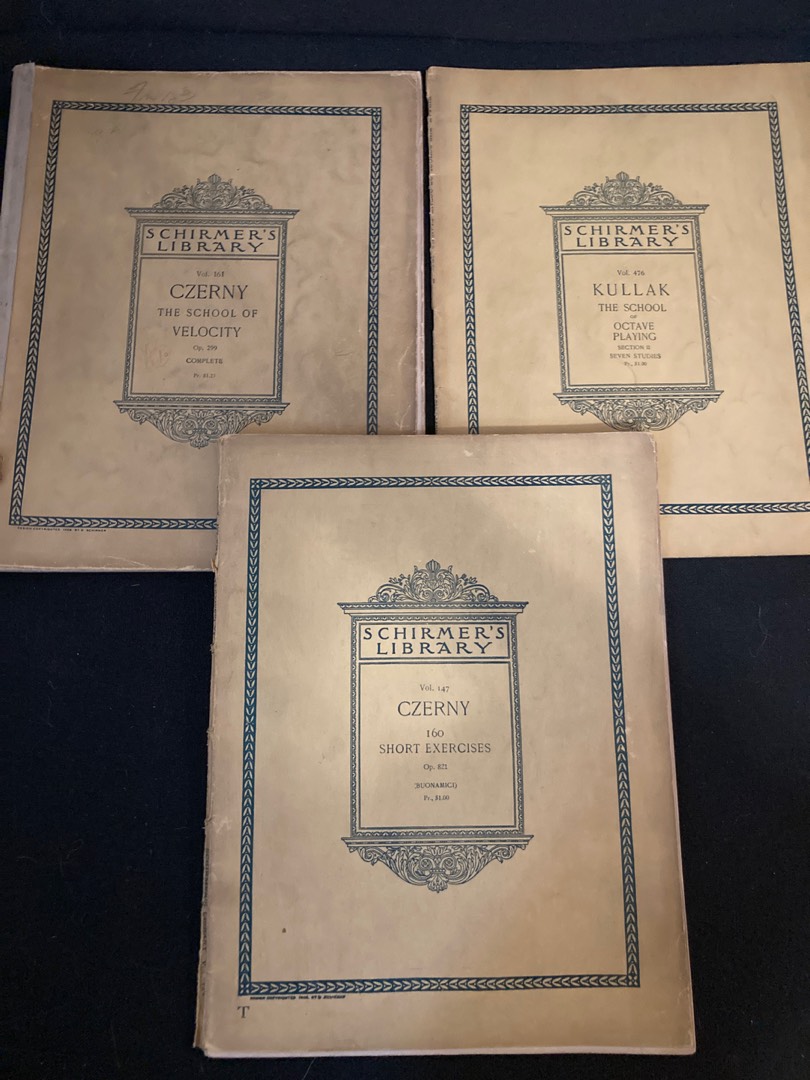 SCHIRMER'S
LIBRARY
Vol. 161
CZERNY
THE SCHOOL OF
VELOCITY
Op. 299
COMPLETE
SCHIRMER'S
LIBRARY
Vol. 476
KULLAK
THE SCHOOL
OF
OCTAVE
PLAYING
SECTION II
SEVEN STUDIES
SCHIRMER'S
LIBRARY
Vol. 147
CZERNY
160
SHORT EXERCISES
Op. 821
(BUONAMICI)
Pr., $1.00
T